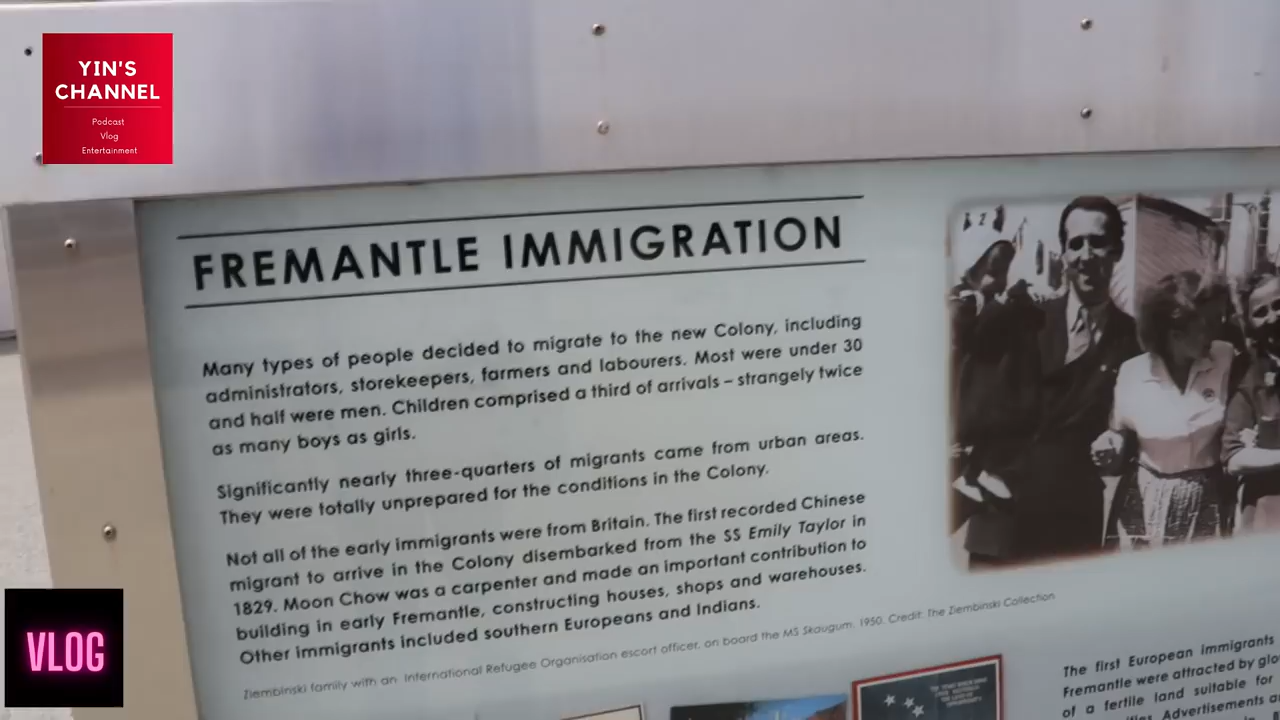 YIN'S
CHANNEL
Podcast
Vlog
Entertainment
FREMANTLE IMMIGRATION
Many types of people decided to migrate to the new Colony, including
administrators, storekeepers, farmers and labourers. Most were under 30
and half were men. Children comprised a third of arrivals – strangely twice
as many boys as girls.
Significantly nearly three-quarters of migrants came from urban areas.
They were totally unprepared for the conditions in the Colony.
Not all of the early immigrants were from Britain. The first recorded Chinese
migrant to arrive in the Colony disembarked from the SS Emily Taylor in
1829. Moon Chow was a carpenter and made an important contribution to
building in early Fremantle, constructing houses, shops and warehouses.
Other immigrants included southern Europeans and Indians.
Ziembinski family with an International Refugee Organisation escort officer, on board the MS Skaugum, 1950. Credit: The Ziembinski Collection
The first European immigrants
Fremantle were attracted by glo
of a fertile land suitable for
Advertisements a
VLOG